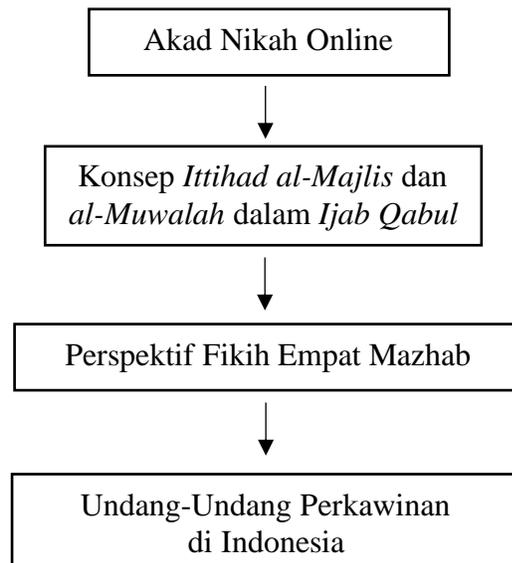 Akad Nikah Online
Konsep Ittihad al-Majlis dan
al-Muwalah dalam Ijab Qabul
Perspektif Fikih Empat Mazhab
Undang-Undang Perkawinan
di Indonesia